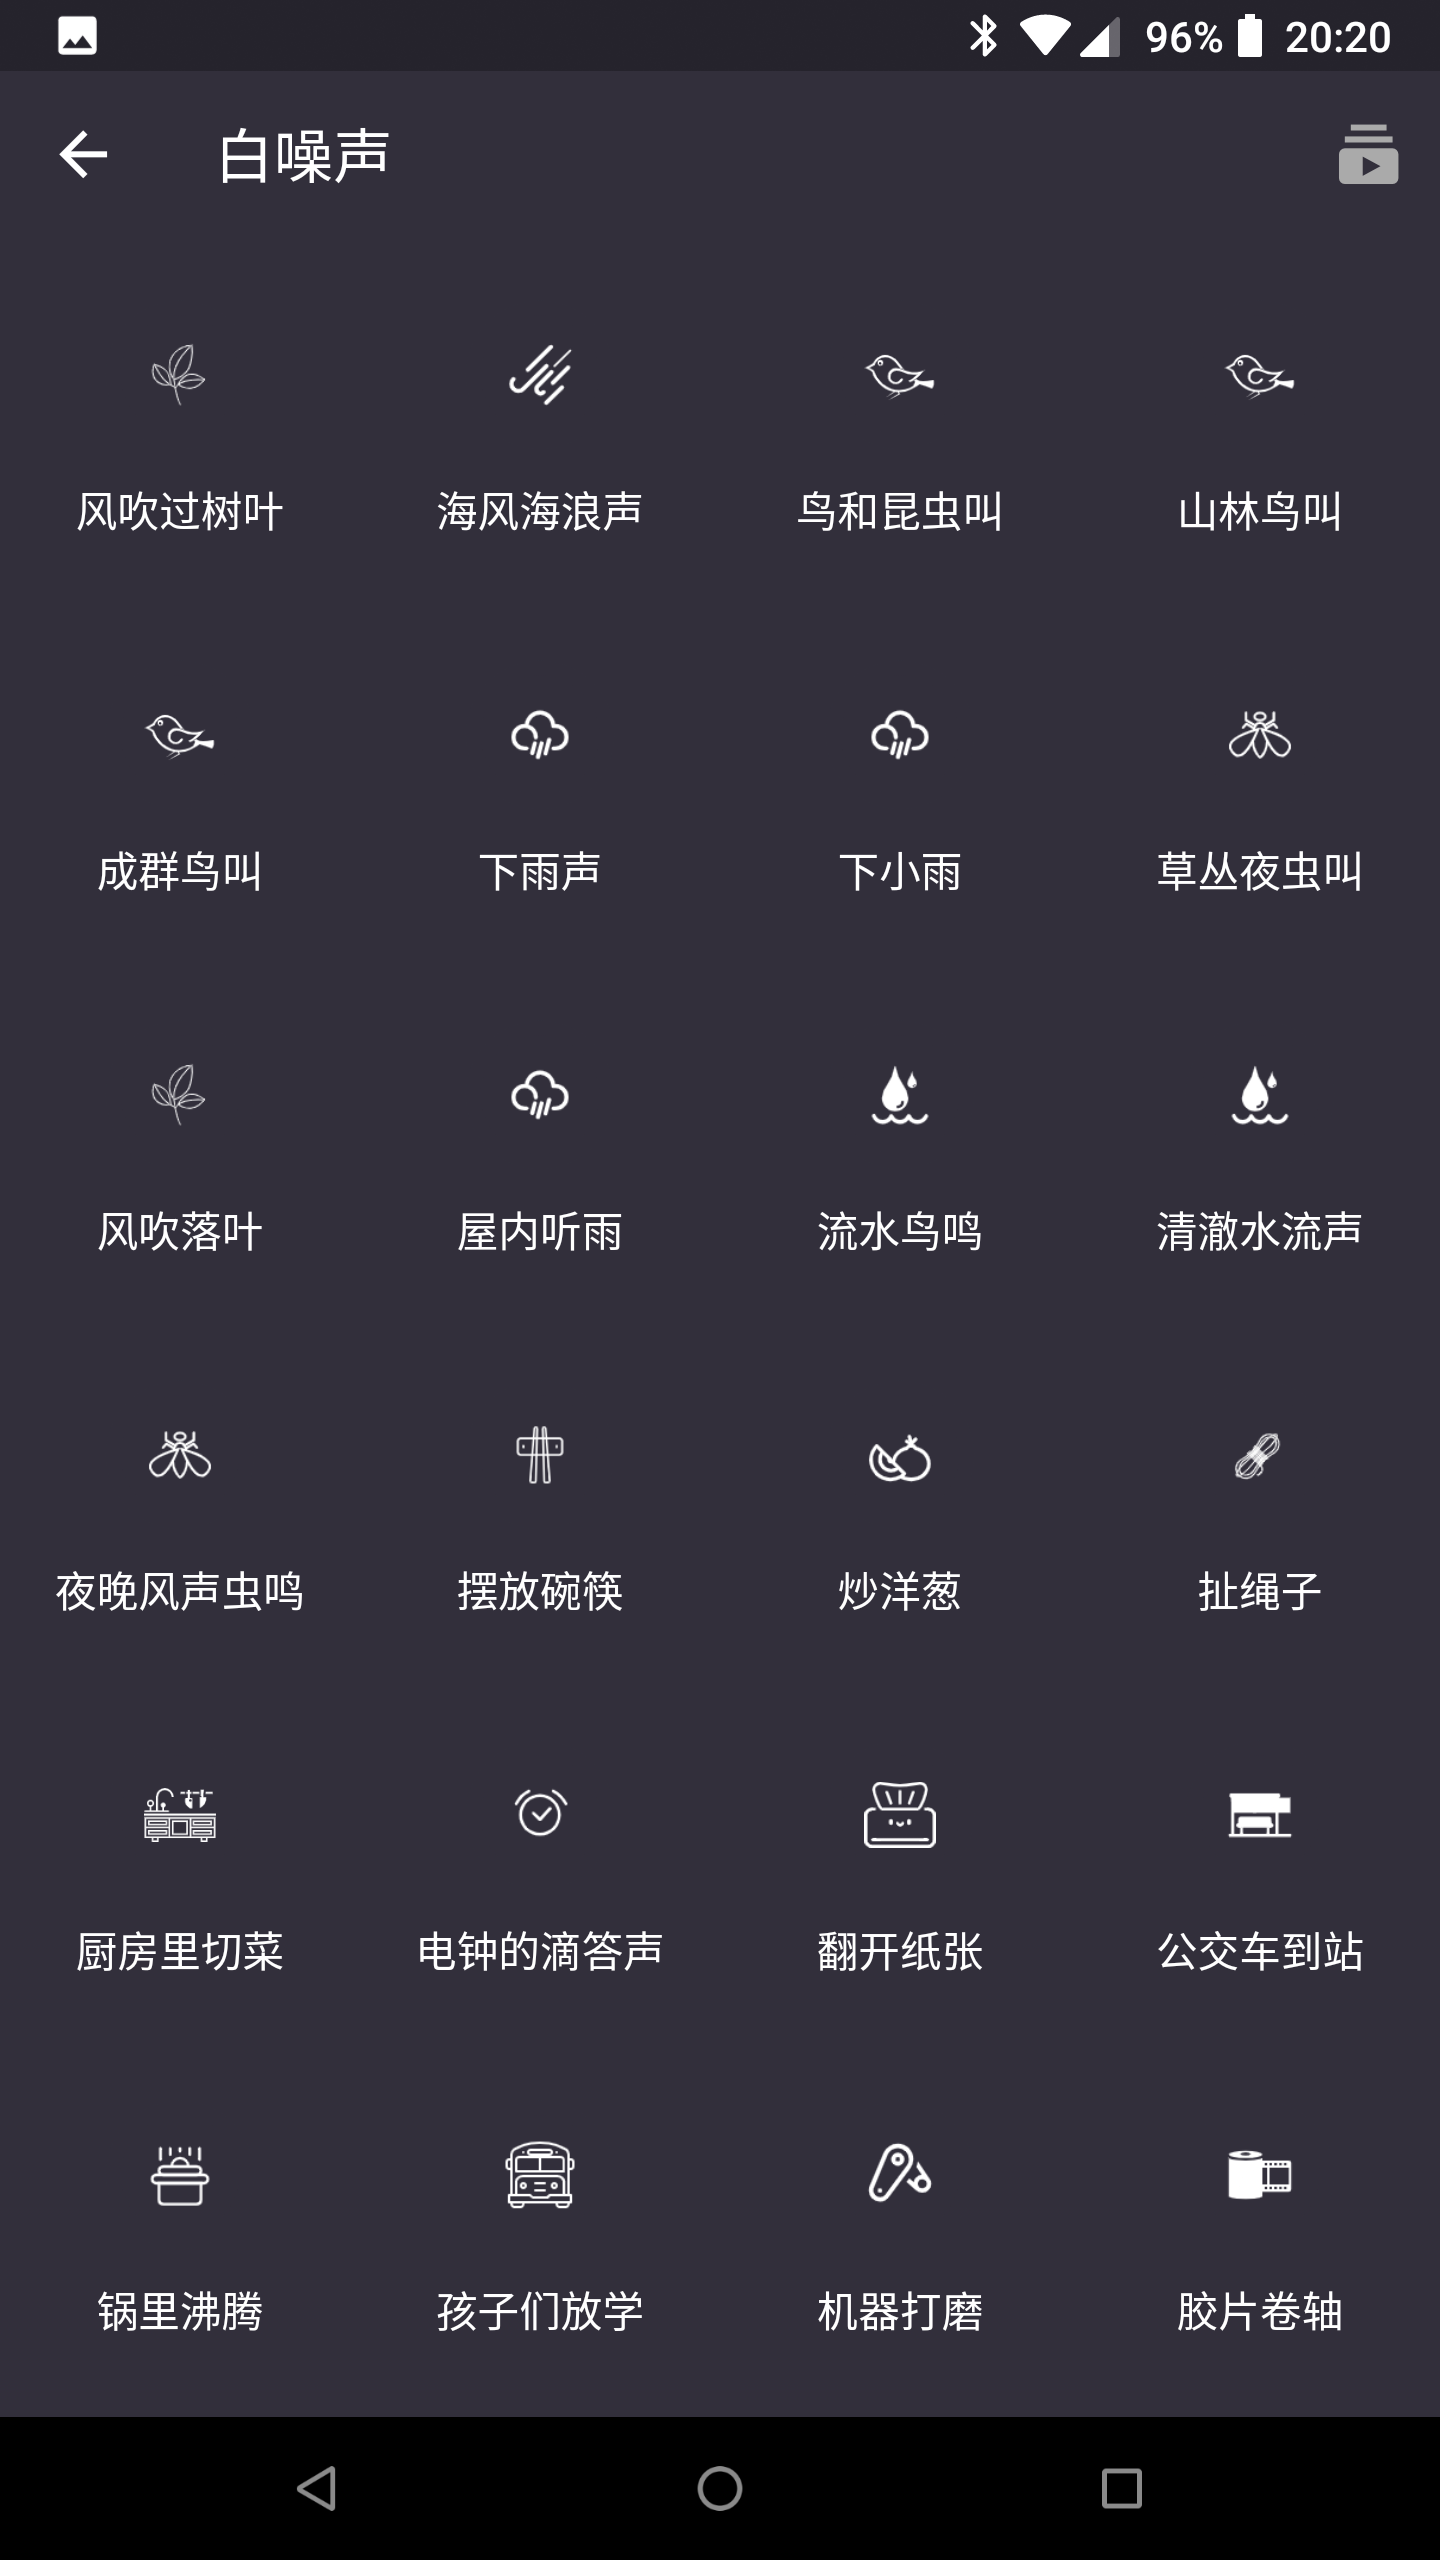 96% 20:20
白噪声
风吹过树叶 海风海浪声 鸟和昆虫叫 山林鸟叫
成群鸟叫 下雨声 下小雨 草丛夜虫叫
风吹落叶 屋内听雨 流水鸟鸣 清澈水流声
夜晚风声虫鸣 摆放碗筷 炒洋葱 扯绳子
厨房里切菜 电钟的滴答声 翻开纸张 公交车到站
锅里沸腾 孩子们放学 机器打磨 胶片卷轴